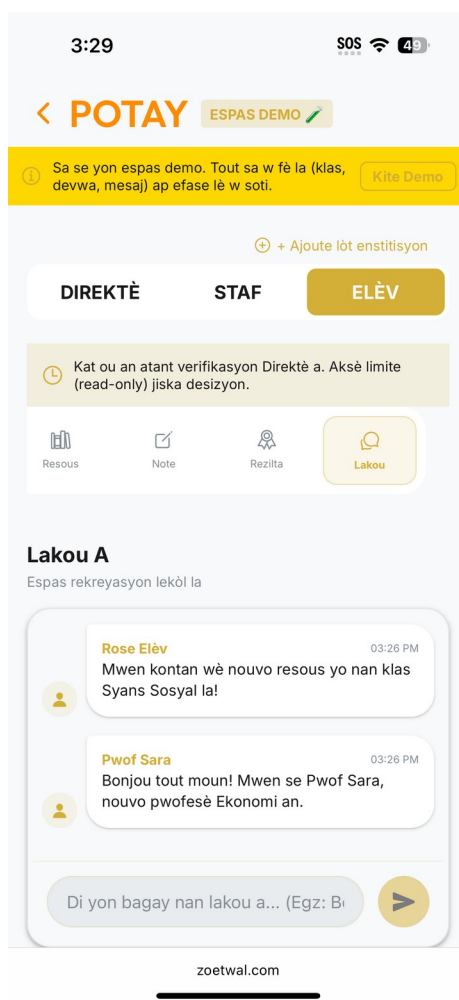 3:29
SOS
49
POTAY
ESPAS DEMO
Sa se yon espas demo. Tout sa w fè la (klas,
devwa, mesaj) ap efase lè w soti.
Kite Demo
+ Ajoute lòt enstitisyon
DIREKTÈ
STAF
ELÈV
Kat ou an atant verifikasyon Direktè a. Aksè limite
(read-only) jiska desizyon.
Resous
Note
Rezilta
Lakou
Lakou A
Espas rekreyasyon lekòl la
Rose Elèv
03:26 PM
Mwen kontan wè nouvo resous yo nan klas
Syans Sosyal la!
Pwof Sara
03:26 PM
Bonjou tout moun! Mwen se Pwof Sara,
nouvo pwofesè Ekonomi an.
Di yon bagay nan lakou a... (Egz: B
zoetwal.com